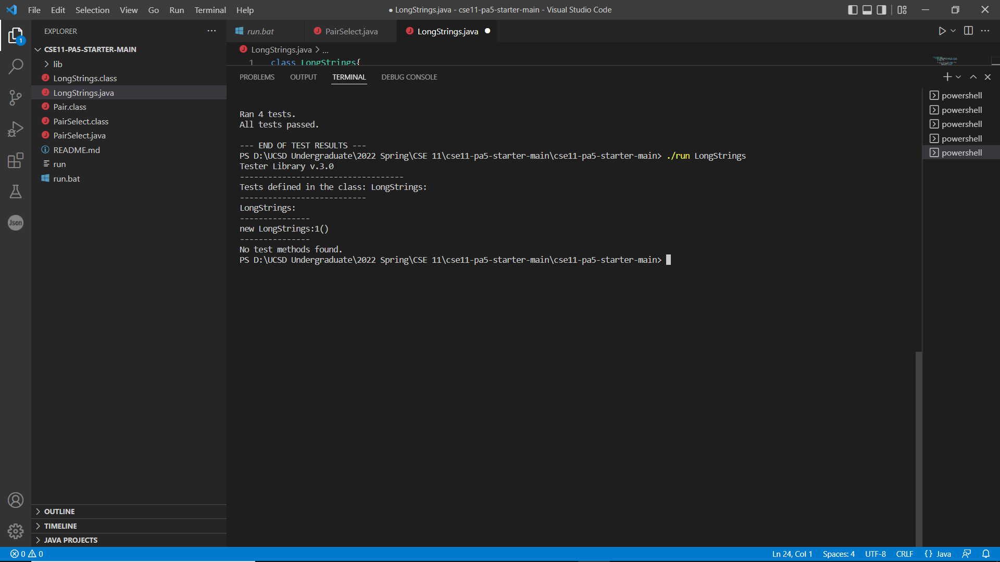 File Edit Selection View Go Run Terminal Help
● LongStrings.java - cse11-pa5-starter-main - Visual Studio Code
EXPLORER
1
CSE11-PA5-STARTER-MAIN
lib
LongStrings.class
LongStrings.java
Pair.class
PairSelect.class
PairSelect.java
README.md
run
run.bat
Json
OUTLINE
TIMELINE
JAVA PROJECTS
run.bat PairSelect.java LongStrings.java
LongStrings.java > ...
1 class LongStrings{
PROBLEMS OUTPUT TERMINAL DEBUG CONSOLE
Ran 4 tests.
All tests passed.
--- END OF TEST RESULTS ---
PS D:\UCSD Undergraduate\2022 Spring\CSE 11\cse11-pa5-starter-main\cse11-pa5-starter-main> ./run LongStrings
Tester Library v.3.0
-----------------------------------
Tests defined in the class: LongStrings:
---------------------------
LongStrings:
---------------
new LongStrings:1()
---------------
No test methods found.
PS D:\UCSD Undergraduate\2022 Spring\CSE 11\cse11-pa5-starter-main\cse11-pa5-starter-main>
powershell
powershell
powershell
powershell
powershell
0 0
Ln 24, Col 1 Spaces: 4 UTF-8 CRLF {} Java